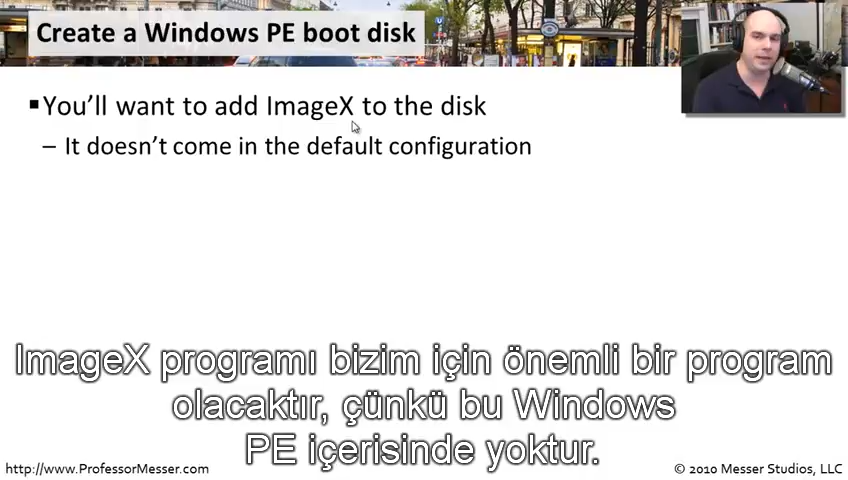 Create a Windows PE boot disk
▪You'll want to add ImageX to the disk
– It doesn't come in the default configuration
ImageX programı bizim için önemli bir program
olacaktır, çünkü bu Windows
PE içerisinde yoktur.
http://www.ProfessorMesser.com
© 2010 Messer Studios, LLC